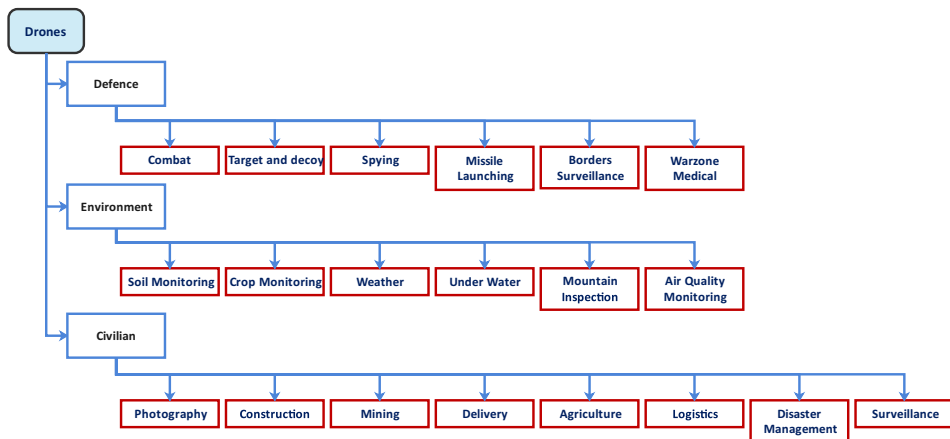 Drones
Defence
Combat
Target and decoy
Spying
Missile
Launching
Borders
Surveillance
Warzone
Medical
Environment
Soil Monitoring
Crop Monitoring
Weather
Under Water
Mountain
Inspection
Air Quality
Monitoring
Civilian
Photography
Construction
Mining
Delivery
Agriculture
Logistics
Disaster
Management
Surveillance